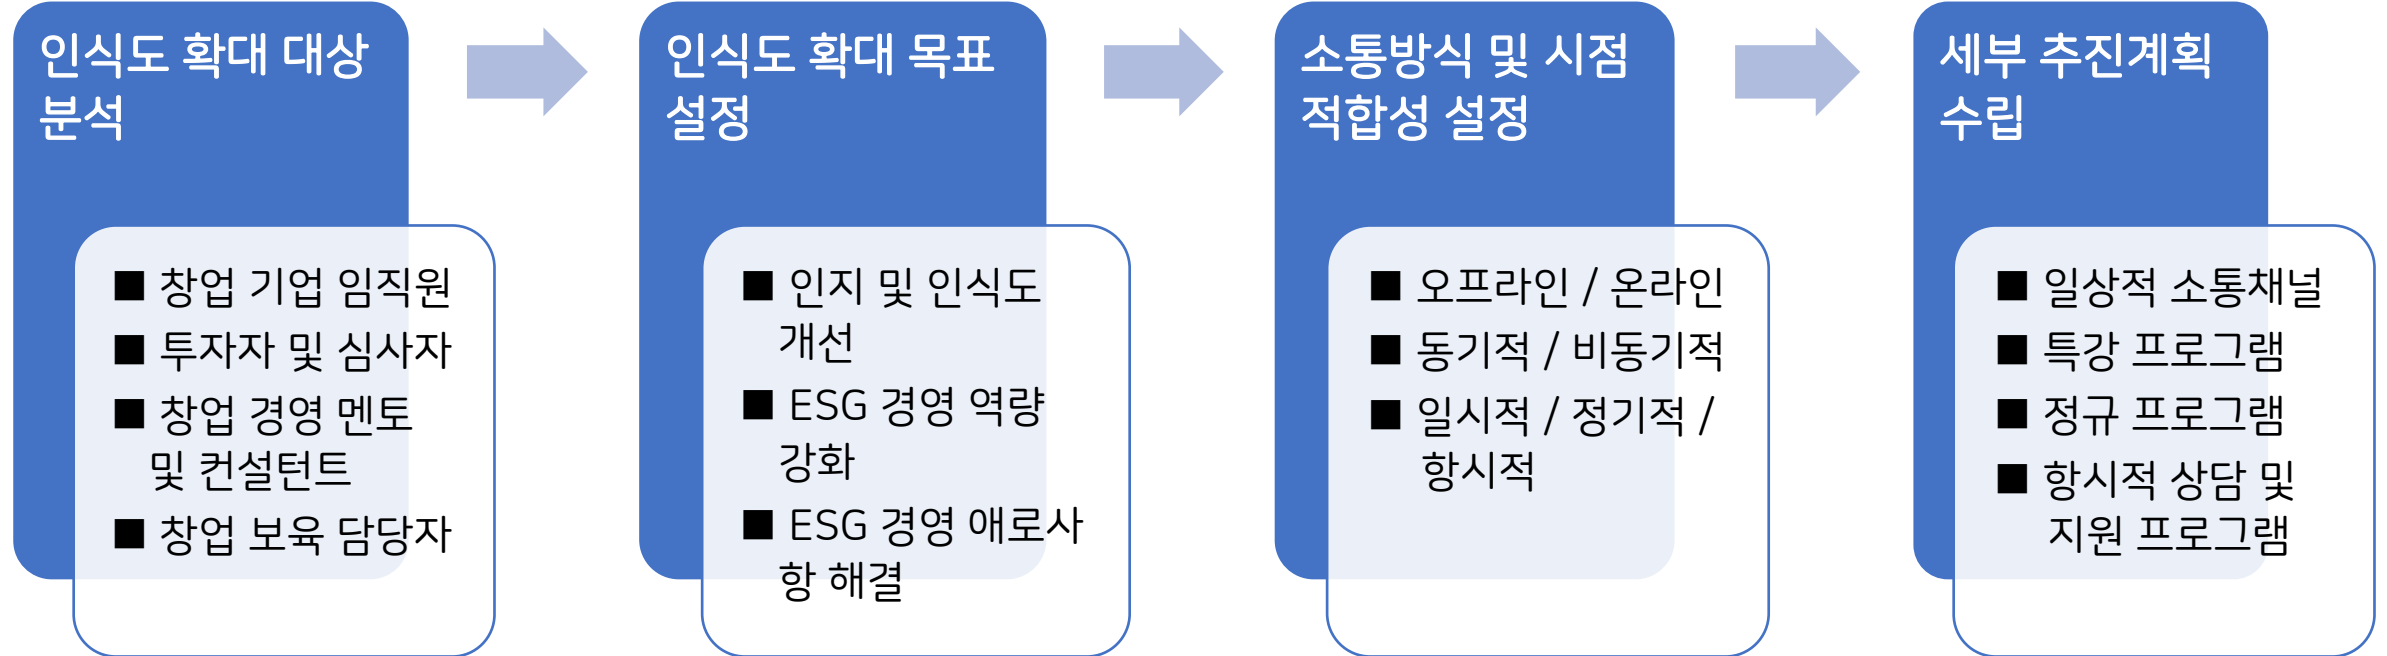 인식도 확대 대상
분석
■ 창업 기업 임직원
■ 투자자 및 심사자
■ 창업 경영 멘토
및 컨설턴트
■ 창업 보육 담당자
인식도 확대 목표
설정
■ 인지 및 인식도
개선
■ ESG 경영 역량
강화
■ ESG 경영 애로사
항 해결
소통방식 및 시점
적합성 설정
■ 오프라인 / 온라인
■ 동기적 / 비동기적
■ 일시적 / 정기적 /
항시적
세부 추진계획
수립
■ 일상적 소통채널
■ 특강 프로그램
■ 정규 프로그램
■ 항시적 상담 및
지원 프로그램